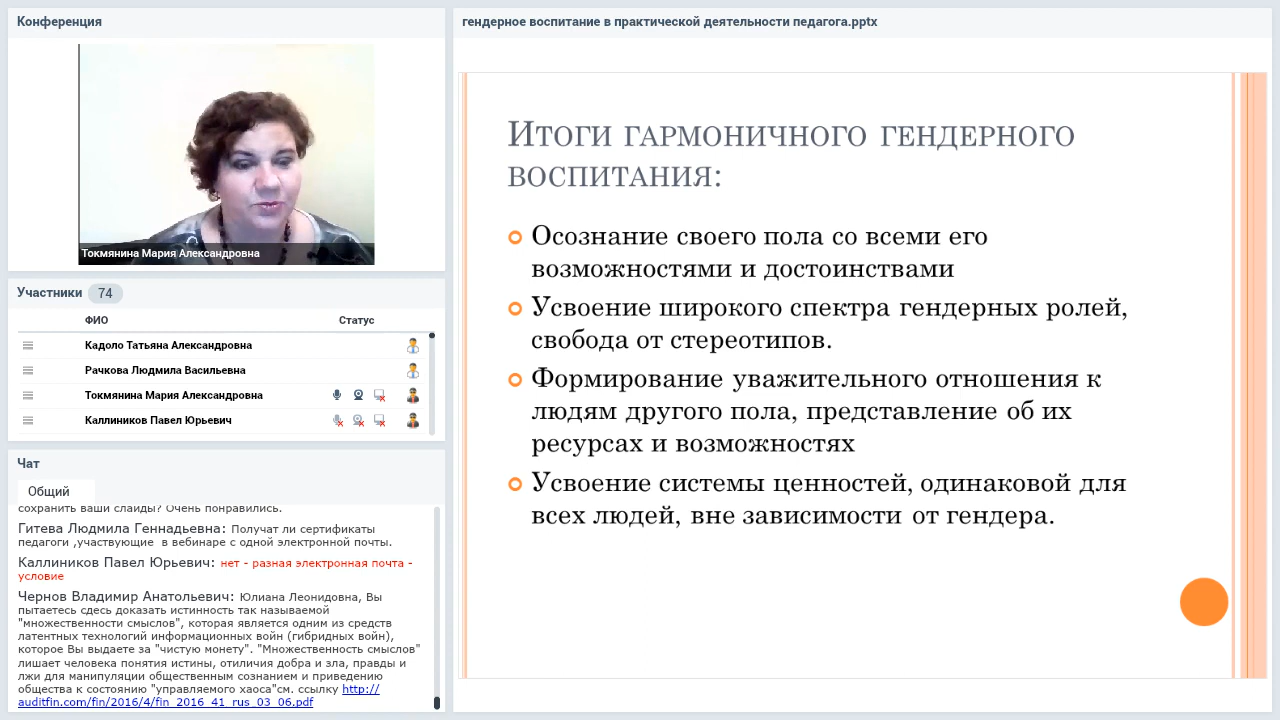 Конференция
Токмянина Мария Александровна
Участники 74
ФИО Статус
Кадоло Татьяна Александровна
Рачкова Людмила Васильевна
Токмянина Мария Александровна
Каллиников Павел Юрьевич
Чат
Общий
сохранить ваши слайды? Очень понравились.
Гитева Людмила Геннадьевна: Получат ли сертификаты
педагоги ,участвующие в вебинаре с одной электронной почты.
Каллиников Павел Юрьевич: нет - разная электронная почта -
условие
Чернов Владимир Анатольевич: Юлиана Леонидовна, Вы
пытаетесь сдесь доказать истинность так называемой
"множественности смыслов", которая является одним из средств
латентных технологий информационных войн (гибридных войн),
которое Вы выдаете за "чистую монету". "Множественность смыслов"
лишает человека понятия истины, отиличия добра и зла, правды и
лжи для манипуляции общественным сознанием и приведению
общества к состоянию "управляемого хаоса"см. ссылку http://
auditfin.com/fin/2016/4/fin_2016_41_rus_03_06.pdf
гендерное воспитание в практической деятельности педагога.pptx
Итоги гармоничного гендерного
воспитания:
Осознание своего пола со всеми его
возможностями и достоинствами
Усвоение широкого спектра гендерных ролей,
свобода от стереотипов.
Формирование уважительного отношения к
людям другого пола, представление об их
ресурсах и возможностях
Усвоение системы ценностей, одинаковой для
всех людей, вне зависимости от гендера.